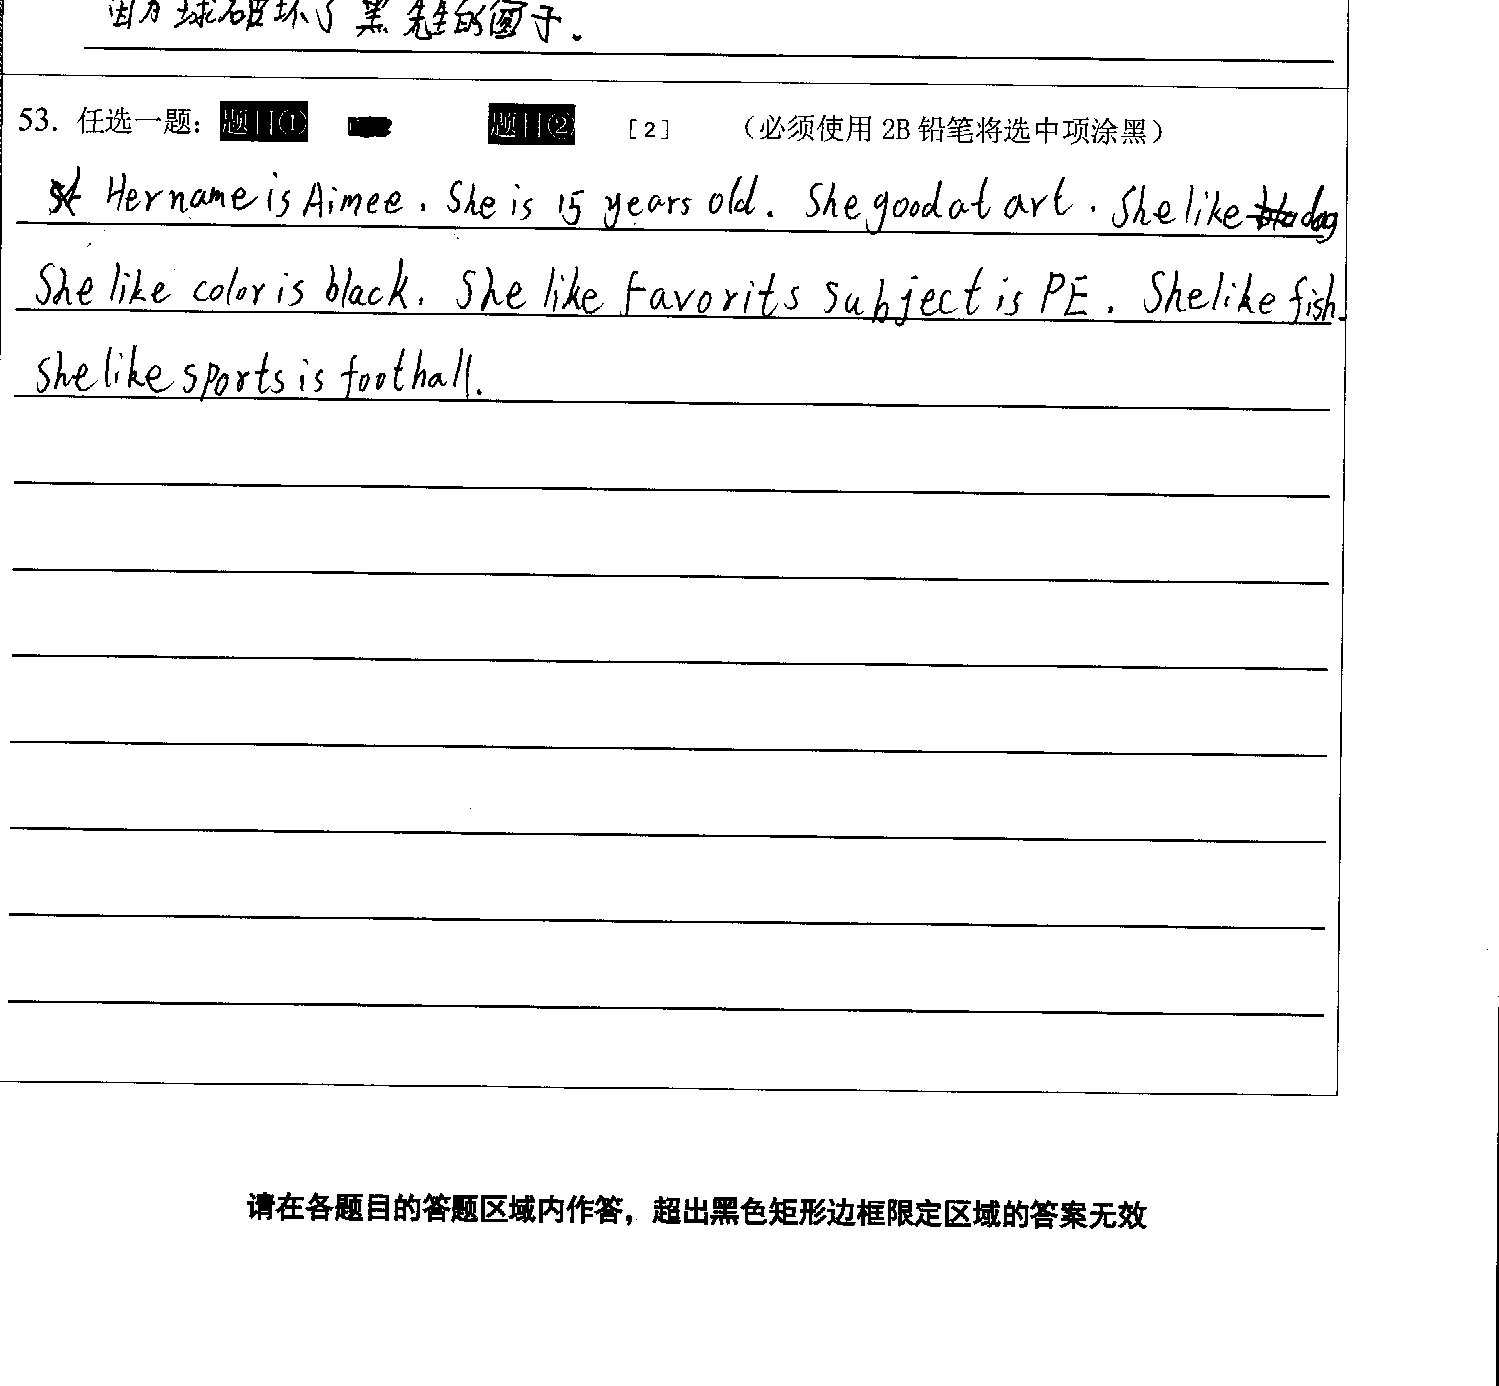 因为球破坏了黑先生的窗子.
53. 任选一题: 题目① 题目② [2] (必须使用 2B 铅笔将选中项涂黑)
Her name is Aimee. She is 15 years old. She good at art. She like dog
She like color is black. She like favorits subject is PE. She like fish.
She like sports is foothall.
请在各题目的答题区域内作答，超出黑色矩形边框限定区域的答案无效